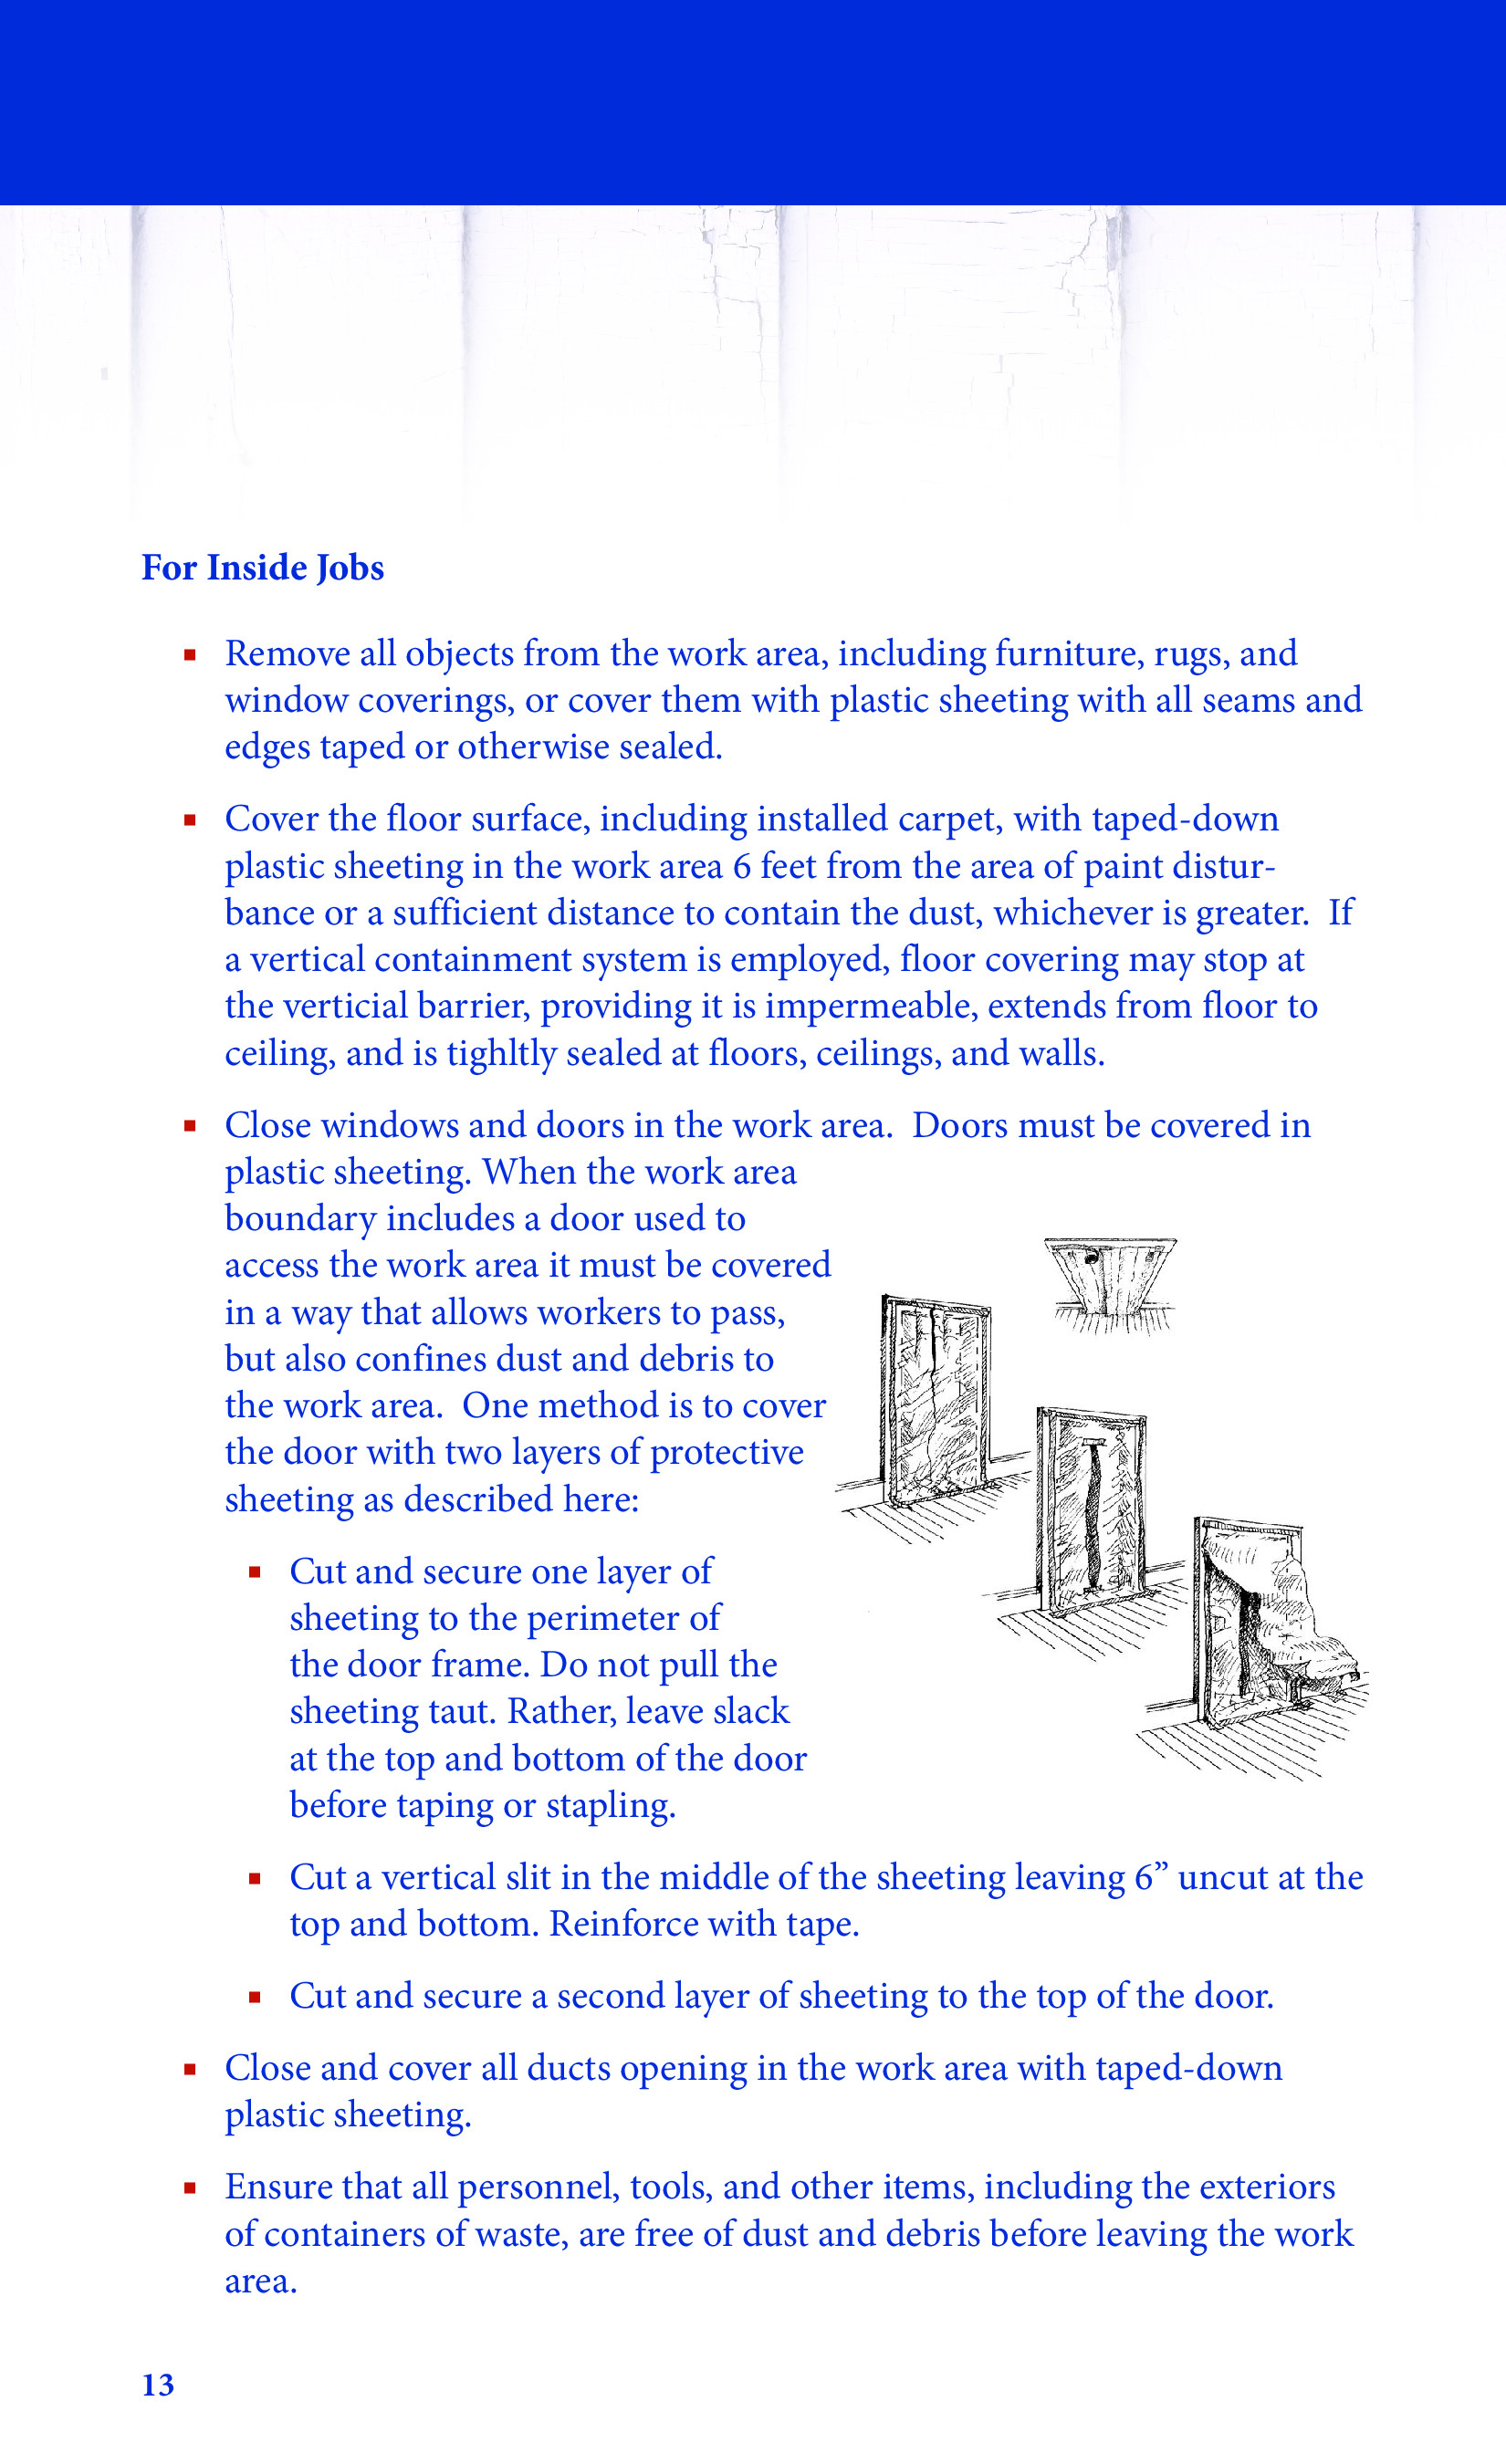 For Inside Jobs
▪ Remove all objects from the work area, including furniture, rugs, and
window coverings, or cover them with plastic sheeting with all seams and
edges taped or otherwise sealed.
▪ Cover the floor surface, including installed carpet, with taped-down
plastic sheeting in the work area 6 feet from the area of paint distur-
bance or a sufficient distance to contain the dust, whichever is greater.  If
a vertical containment system is employed, floor covering may stop at
the verticial barrier, providing it is impermeable, extends from floor to
ceiling, and is tighltly sealed at floors, ceilings, and walls.
▪ Close windows and doors in the work area.  Doors must be covered in
plastic sheeting. When the work area
boundary includes a door used to
access the work area it must be covered
in a way that allows workers to pass,
but also confines dust and debris to
the work area.  One method is to cover
the door with two layers of protective
sheeting as described here:
▪ Cut and secure one layer of
sheeting to the perimeter of
the door frame. Do not pull the
sheeting taut. Rather, leave slack
at the top and bottom of the door
before taping or stapling.
▪ Cut a vertical slit in the middle of the sheeting leaving 6” uncut at the
top and bottom. Reinforce with tape.
▪ Cut and secure a second layer of sheeting to the top of the door.
▪ Close and cover all ducts opening in the work area with taped-down
plastic sheeting.
▪ Ensure that all personnel, tools, and other items, including the exteriors
of containers of waste, are free of dust and debris before leaving the work
area.
13